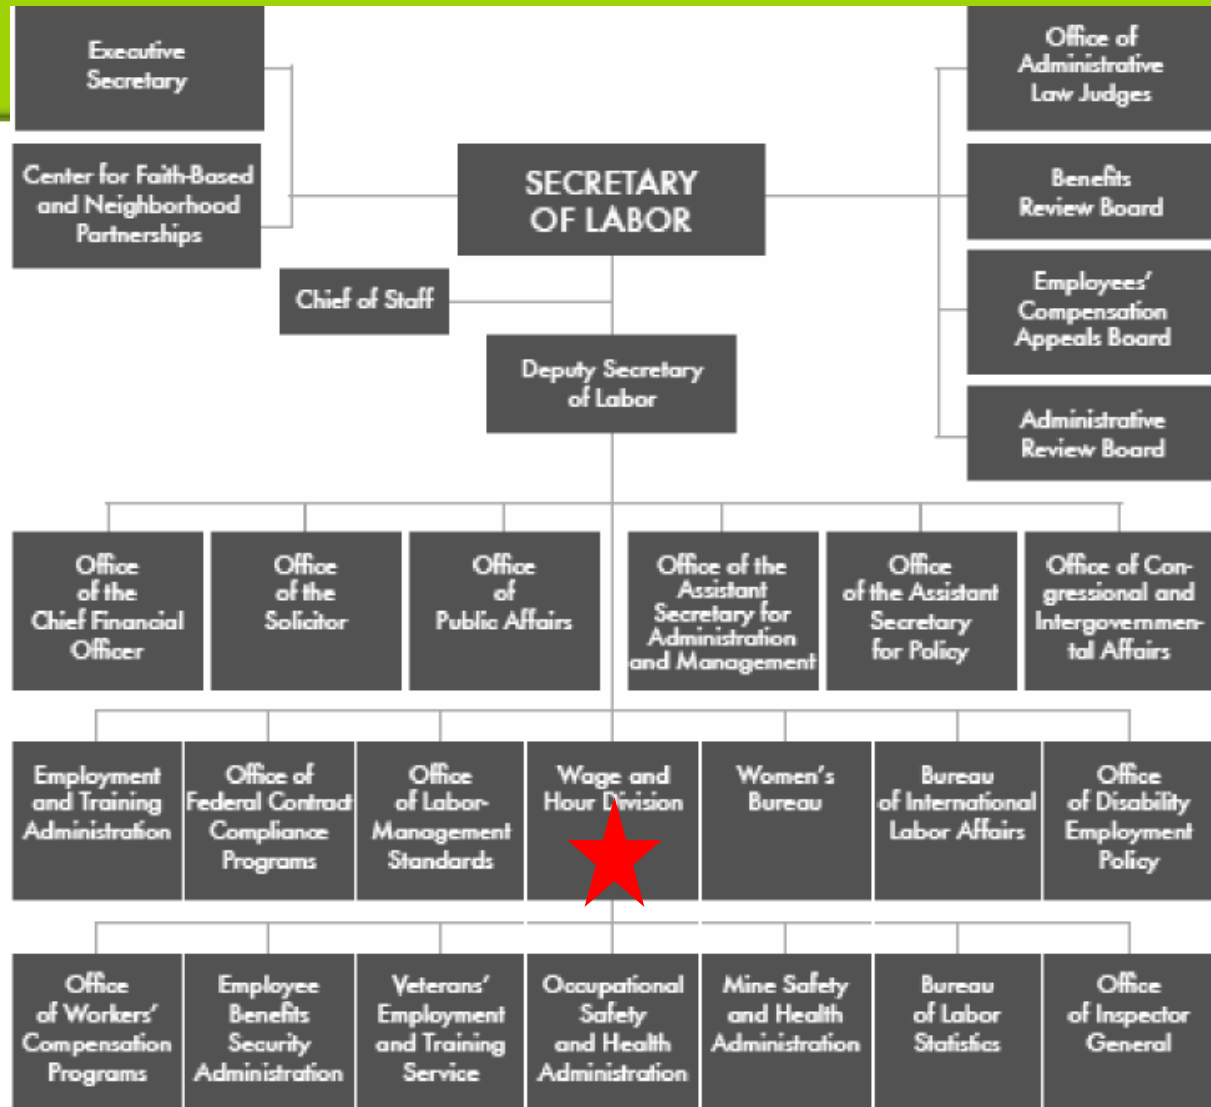 Executive
Secretary
Office of
Administrative
Law Judges
Center for Faith-Based
and Neighborhood
Partnerships
SECRETARY
OF LABOR
Benefits
Review Board
Chief of Staff
Employees’
Compensation
Appeals Board
Deputy Secretary
of Labor
Administrative
Review Board
Office
of the
Chief Financial
Officer
Office
of the
Solicitor
Office
of
Public Affairs
Office of the
Assistant
Secretary for
Administration
and Management
Office
of the Assistant
Secretary
for Policy
Office of Con-
gressional and
Intergovernmen-
tal Affairs
Employment
and Training
Administration
Office of
Federal Contract
Compliance
Programs
Office
of Labor-
Management
Standards
Wage and
Hour Division
Women’s
Bureau
Bureau
of International
Labor Affairs
Office
of Disability
Employment
Policy
Office
of Workers’
Compensation
Programs
Employee
Benefits
Security
Administration
Veterans’
Employment
and Training
Service
Occupational
Safety
and Health
Administration
Mine Safety
and Health
Administration
Bureau
of Labor
Statistics
Office
of Inspector
General